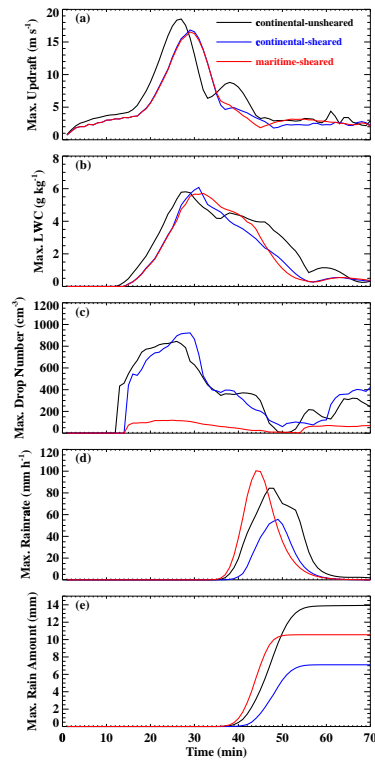 (a)
continental-unsheared
continental-sheared
maritime-sheared
Max. Updraft (m s⁻¹)
20
15
10
5
0
(b)
Max. LWC (g kg⁻¹)
8
6
4
2
0
(c)
Max. Drop Number (cm⁻³)
1200
1000
800
600
400
200
0
(d)
Max. Rainrate (mm h⁻¹)
120
100
80
60
40
20
0
(e)
Max. Rain Amount (mm)
14
12
10
8
6
4
2
0
0 10 20 30 40 50 60 70
Time (min)